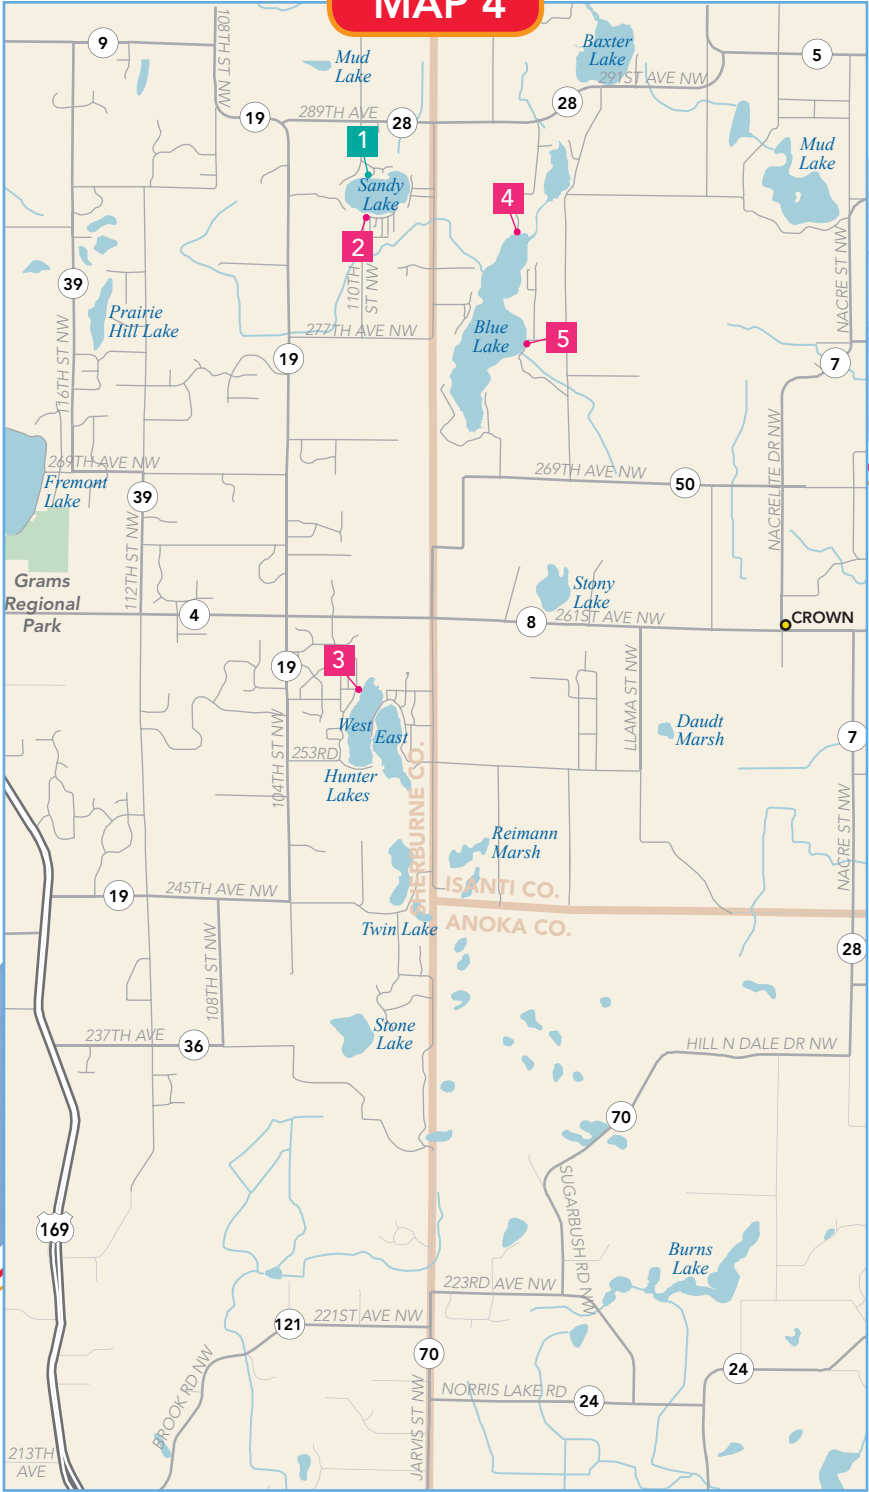 MAP 4
9
108TH ST NW
Mud
Lake
Baxter
Lake
5
291ST AVE NW
28
19
289TH AVE
28
1
Mud
Lake
Sandy
Lake
4
2
110TH
ST NW
39
NACRE ST NW
Prairie
Hill Lake
277TH AVE NW
Blue
Lake
5
19
7
116TH ST NW
NACRELITE DR NW
269TH AVE NW
269TH AVE NW
50
Fremont
Lake
39
112TH ST NW
Grams
Regional
Park
Stony
Lake
4
8
261ST AVE NW
CROWN
19
3
LLAMA ST NW
West
East
Daudt
Marsh
7
253RD
104TH ST NW
Hunter
Lakes
SHERBURNE CO.
Reimann
Marsh
NACRE ST NW
19
245TH AVE NW
ISANTI CO.
ANOKA CO.
Twin Lake
28
108TH ST NW
Stone
Lake
237TH AVE
36
HILL N DALE DR NW
70
SUGARBUSH RD NW
169
Burns
Lake
223RD AVE NW
121
221ST AVE NW
70
24
BROOK RD NW
JARVIS ST NW
NORRIS LAKE RD
24
213TH
AVE